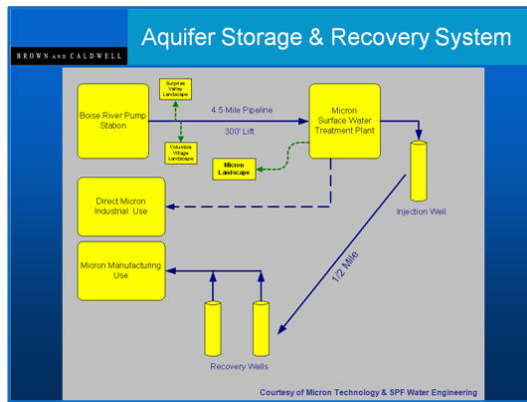 Aquifer Storage & Recovery System
BROWN AND CALDWELL
Surprise
Valley
Landscape
Boise River Pump
Station
4.5 Mile Pipeline
300' Lift
Columbia
Village
Landscape
Micron
Surface Water
Treatment Plant
Micron
Landscape
Injection Well
Direct Micron
Industrial Use
Micron Manufacturing
Use
1/2 Mile
Recovery Wells
Courtesy of Micron Technology & SPF Water Engineering